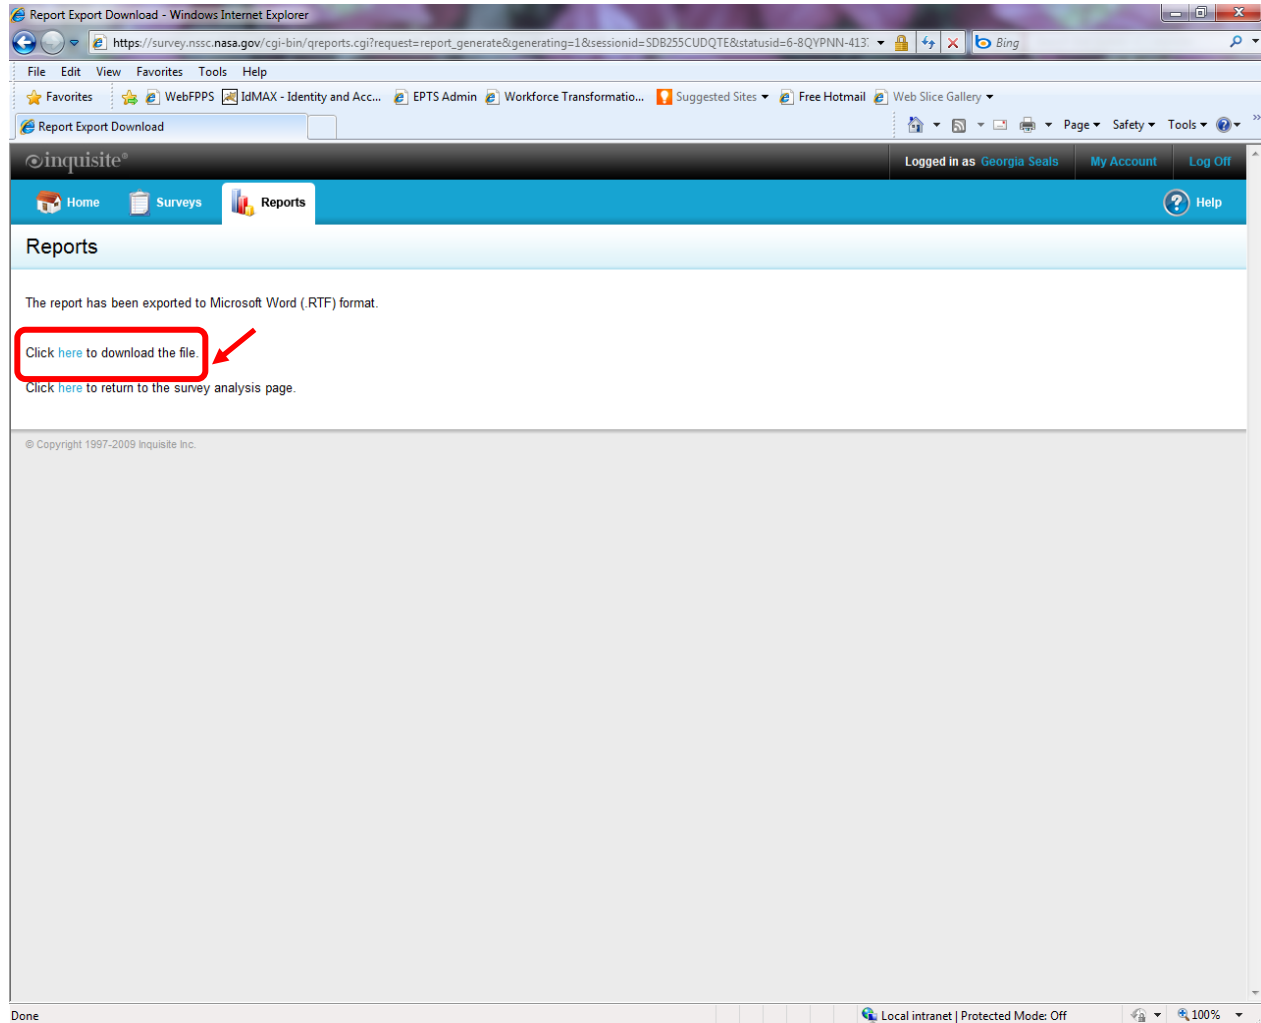 Report Export Download - Windows Internet Explorer
https://survey.nssc.nasa.gov/cgi-bin/qreports.cgi?request=report_generate&generating=1&sessionid=SDB255CUDQTE&statusid=6-8QYPNN-413 Bing
File Edit View Favorites Tools Help
Favorites WebFPPS IdMAX - Identity and Acc... EPTS Admin Workforce Transformatio... Suggested Sites Free Hotmail Web Slice Gallery
Report Export Download Page Safety Tools
inquisite® Logged in as Georgia Seals My Account Log Off
Home Surveys Reports Help
Reports
The report has been exported to Microsoft Word (.RTF) format.
Click here to download the file.
Click here to return to the survey analysis page.
© Copyright 1997-2009 Inquisite Inc.
Done Local intranet | Protected Mode: Off 100%